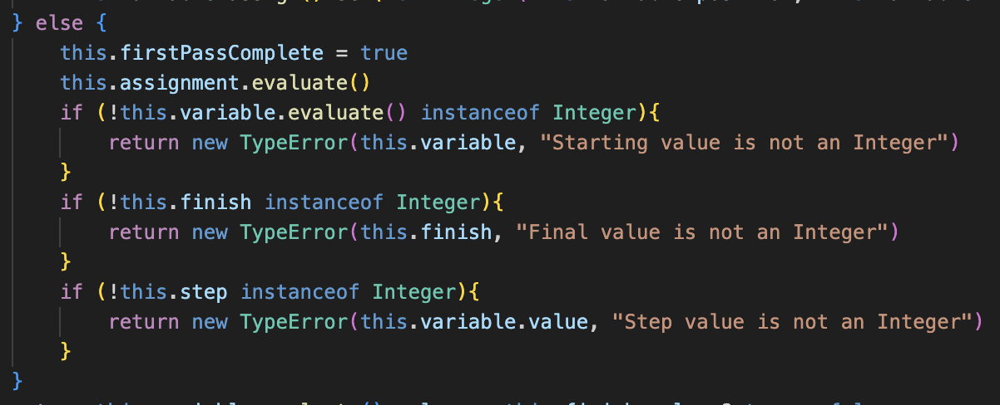 } else {
    this.firstPassComplete = true
    this.assignment.evaluate()
    if (!this.variable.evaluate() instanceof Integer){
        return new TypeError(this.variable, "Starting value is not an Integer")
    }
    if (!this.finish instanceof Integer){
        return new TypeError(this.finish, "Final value is not an Integer")
    }
    if (!this.step instanceof Integer){
        return new TypeError(this.variable.value, "Step value is not an Integer")
    }
}